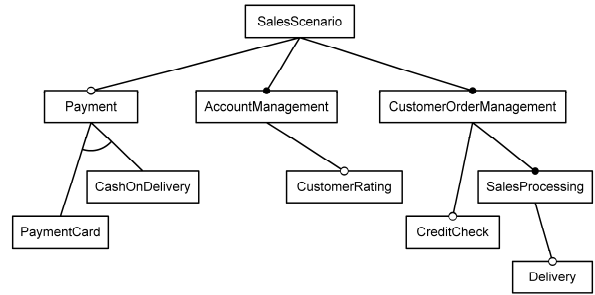 SalesScenario
Payment
AccountManagement
CustomerOrderManagement
CashOnDelivery
CustomerRating
SalesProcessing
PaymentCard
CreditCheck
Delivery